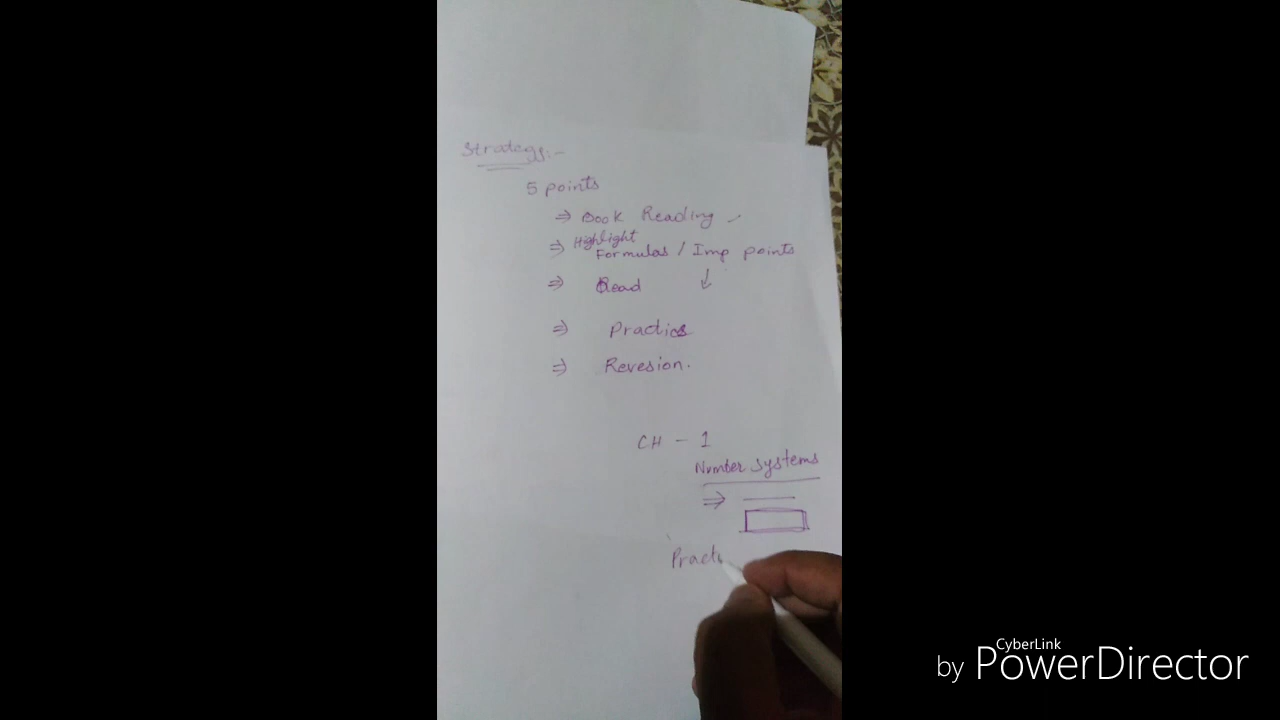 Strategy:-
5 points
⇒ Book Reading
⇒ Highlight
Formulas / Imp points
⇒ Read ↓
⇒ Practice
⇒ Revesion.
CH - 1
Number systems
⇒
Practi
CyberLink
by PowerDirector